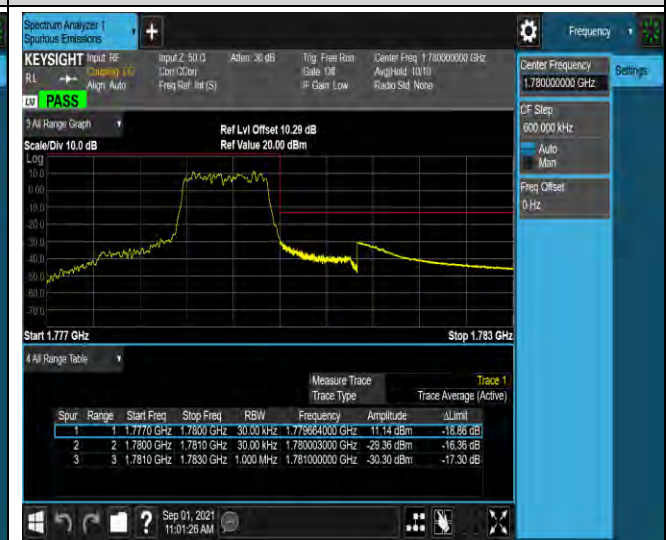 Spectrum Analyzer 1
Spurious Emissions
+
Frequency
KEYSIGHT Input: RF Input Z: 50 Ω Atten: 30 dB Trig: Free Run Center Freq: 1.780000000 GHz
RL Coupling: DC Corr CCorr Gate: Off Avg|Hold: 10/10
Align: Auto Freq Ref: Int (S) IF Gain: Low Radio Std: None
LV PASS
Center Frequency
1.780000000 GHz
Settings
CF Step
600.000 kHz
Auto
Man
Freq Offset
0 Hz
3 All Range Graph
Ref Lvl Offset 10.29 dB
Scale/Div 10.0 dB Ref Value 20.00 dBm
Log
10.0
0.00
-10.0
-20.0
-30.0
-40.0
-50.0
-60.0
-70.0
Start 1.777 GHz Stop 1.783 GHz
4 All Range Table
Measure Trace Trace 1
Trace Type Trace Average (Active)
Spur Range Start Freq Stop Freq RBW Frequency Amplitude ΔLimit
1 1 1.7770 GHz 1.7800 GHz 30.00 kHz 1.779664000 GHz 11.14 dBm -18.86 dB
2 2 1.7800 GHz 1.7810 GHz 30.00 kHz 1.780003000 GHz -29.36 dBm -16.36 dB
3 3 1.7810 GHz 1.7830 GHz 1.000 MHz 1.781000000 GHz -30.30 dBm -17.30 dB
?
Sep 01, 2021
11:01:26 AM